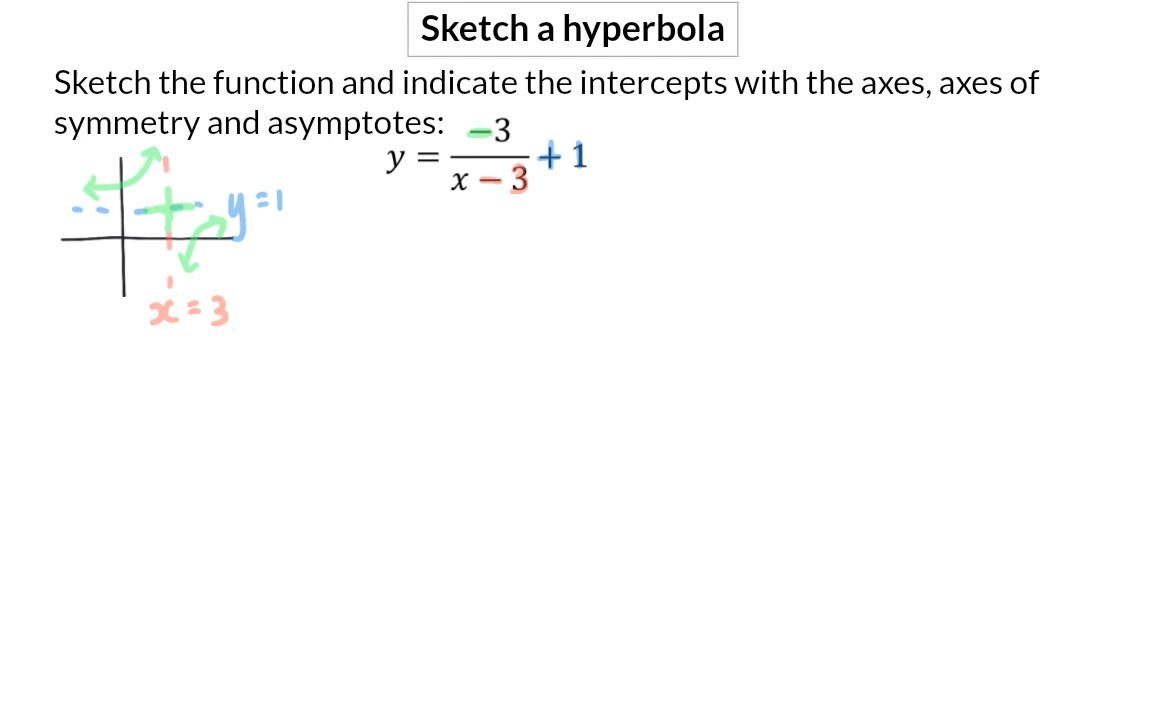 Sketch a hyperbola
Sketch the function and indicate the intercepts with the axes, axes of
symmetry and asymptotes:
y = −3 / (x − 3) + 1
y = 1
x = 3